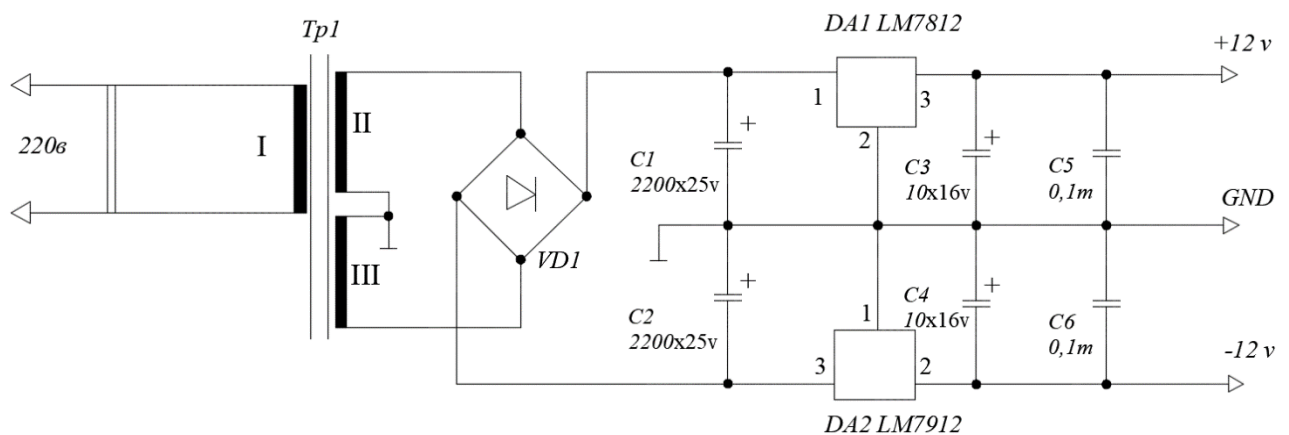 Tp1
DA1 LM7812
+12 v
220в
I
II
III
VD1
1
3
2
+
C1
2200x25v
+
C3
10x16v
C5
0,1m
GND
+
C2
2200x25v
+
C4
10x16v
C6
0,1m
1
3
2
-12 v
DA2 LM7912